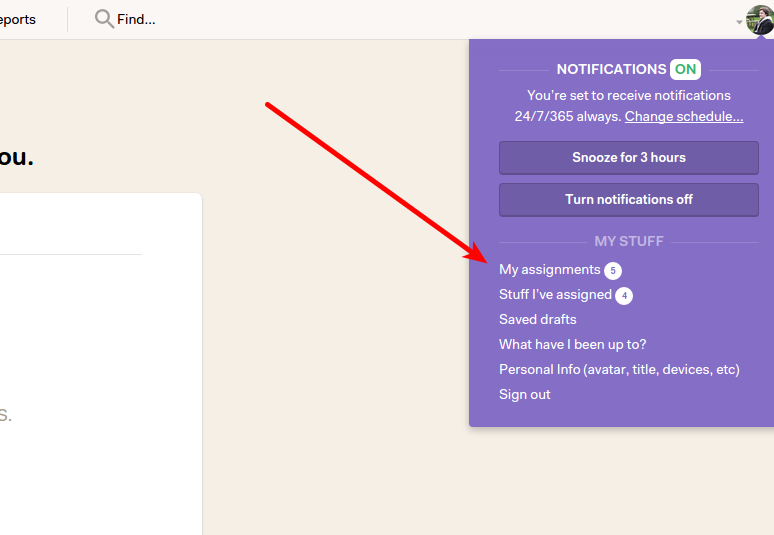 eports
Find...
NOTIFICATIONS ON
You're set to receive notifications
24/7/365 always. Change schedule...
Snooze for 3 hours
Turn notifications off
ou.
MY STUFF
My assignments 5
Stuff I've assigned 4
Saved drafts
What have I been up to?
Personal Info (avatar, title, devices, etc)
Sign out
s.